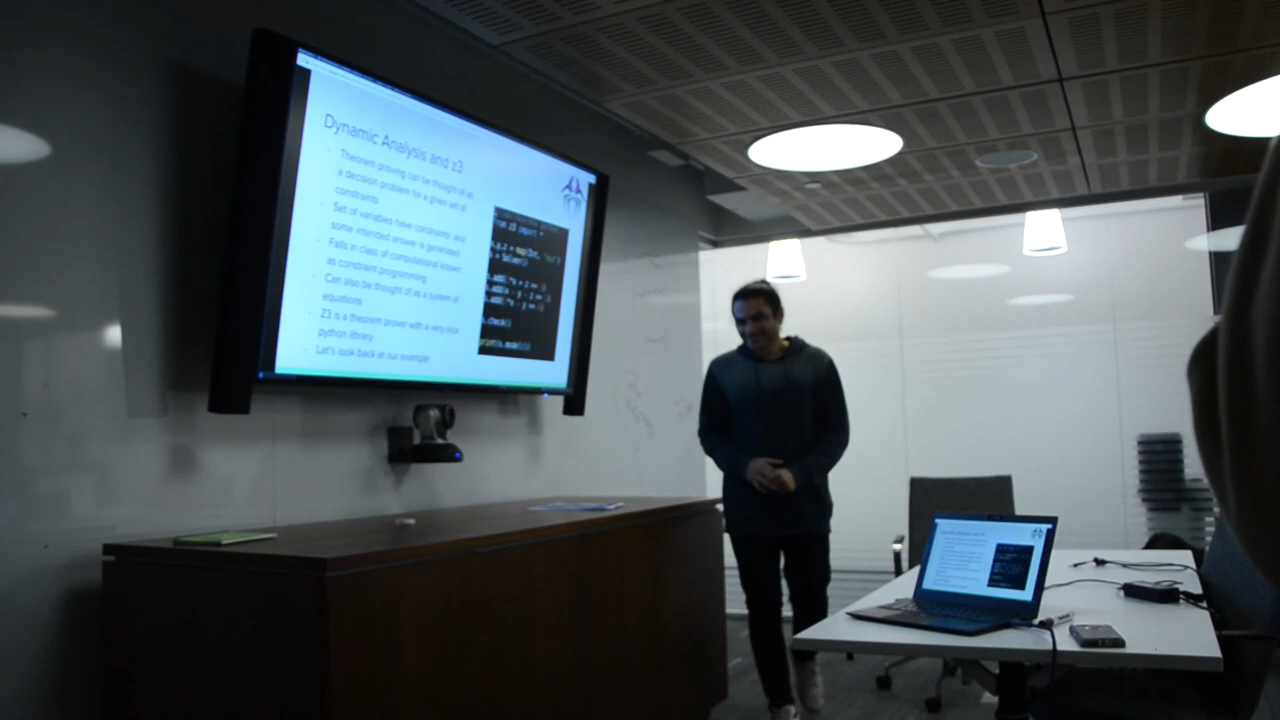 Dynamic Analysis and z3
- Theorem proving can be thought of as
a decision problem for a given set of
constraints
- Set of variables have constraints and
some intended answer is generated
- Falls in class of computational known
as constraint programming
- Can also be thought of as a system of
equations
- Z3 is a theorem prover with a very nice
python library
- Let's look back at our example
from z3 import *